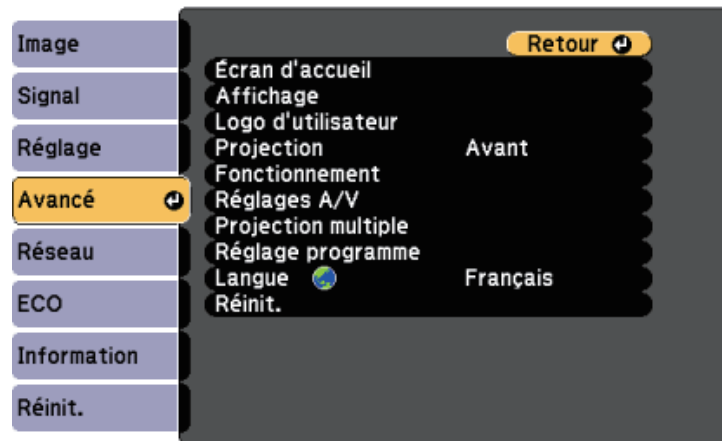 Image
Signal
Réglage
Avancé
Réseau
ECO
Information
Réinit.
Retour
Écran d'accueil
Affichage
Logo d'utilisateur
Projection Avant
Fonctionnement
Réglages A/V
Projection multiple
Réglage programme
Langue Français
Réinit.